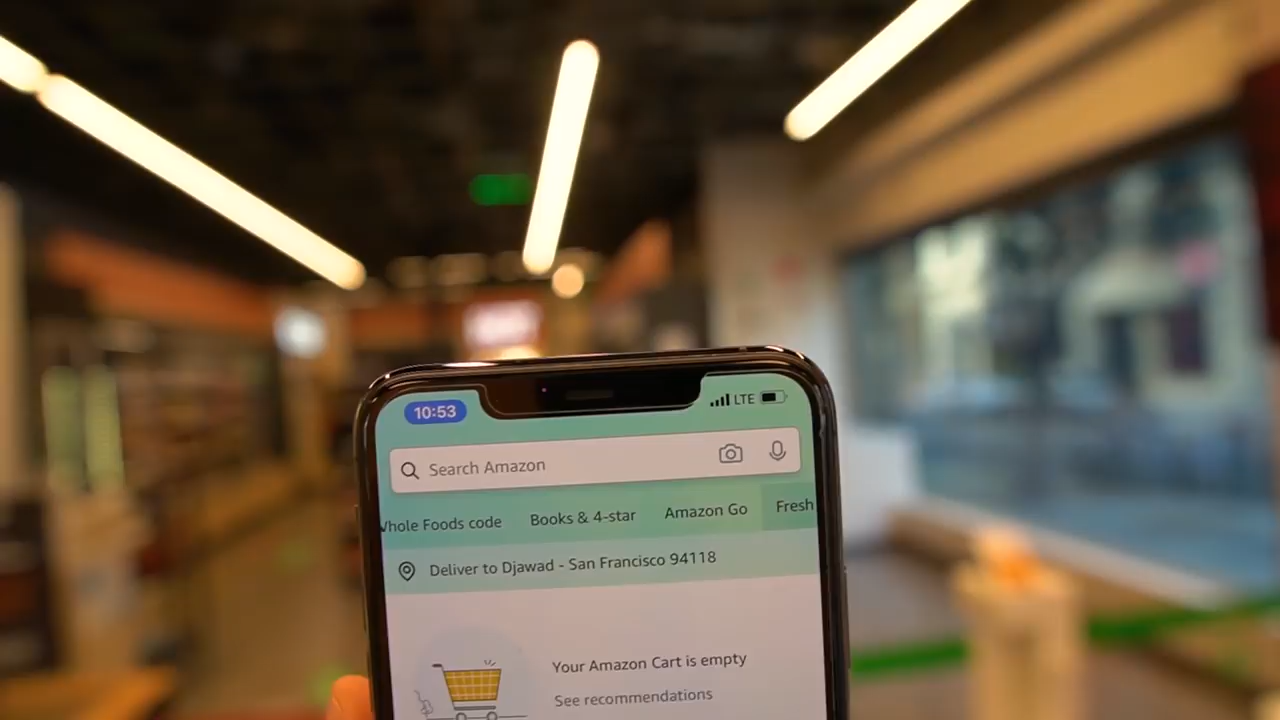 10:53
LTE
Search Amazon
Whole Foods code Books & 4-star Amazon Go Fresh
Deliver to Djawad - San Francisco 94118
Your Amazon Cart is empty
See recommendations